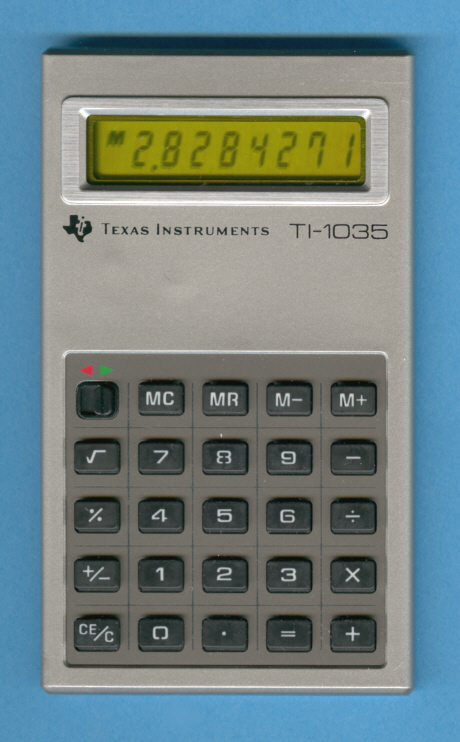 M 2.8284271
TEXAS INSTRUMENTS TI-1035
MC MR M− M+
√ 7 8 9 −
% 4 5 6 ÷
+/− 1 2 3 ×
CE/C 0 . = +